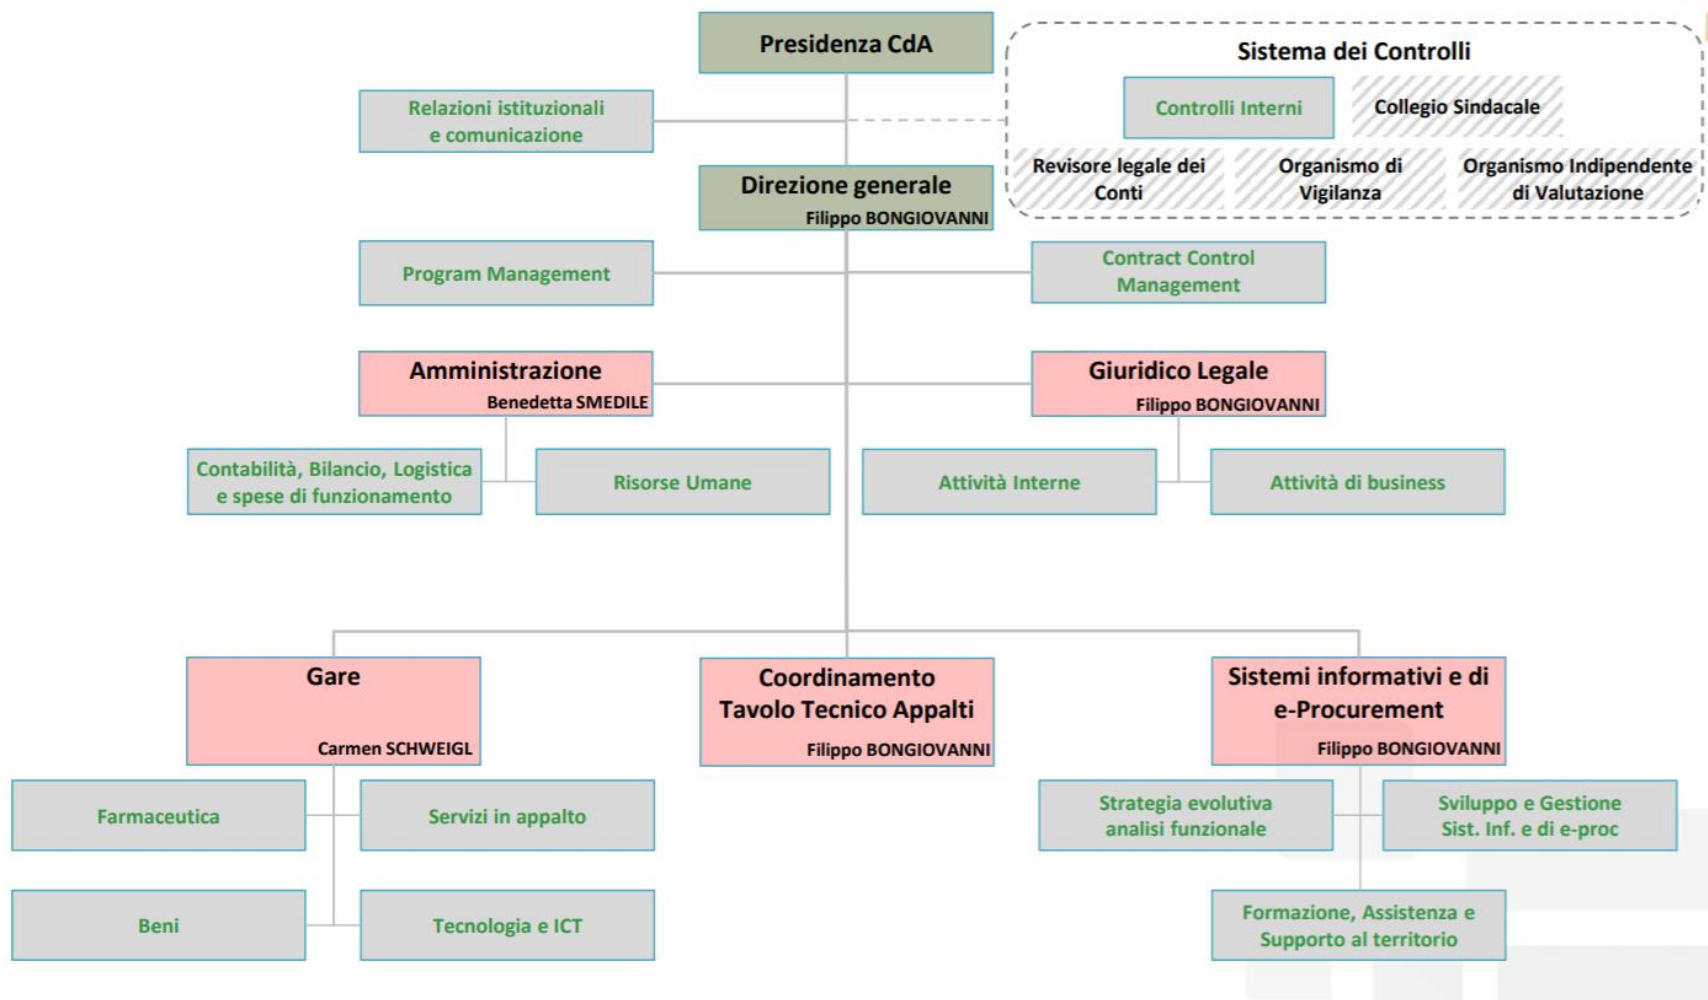 Presidenza CdA
Sistema dei Controlli
Controlli Interni
Collegio Sindacale
Revisore legale dei
Conti
Organismo di
Vigilanza
Organismo Indipendente
di Valutazione
Relazioni istituzionali
e comunicazione
Direzione generale
Filippo BONGIOVANNI
Program Management
Contract Control
Management
Amministrazione
Benedetta SMEDILE
Giuridico Legale
Filippo BONGIOVANNI
Contabilità, Bilancio, Logistica
e spese di funzionamento
Risorse Umane
Attività Interne
Attività di business
Gare
Carmen SCHWEIGL
Coordinamento
Tavolo Tecnico Appalti
Filippo BONGIOVANNI
Sistemi informativi e di
e-Procurement
Filippo BONGIOVANNI
Farmaceutica
Servizi in appalto
Strategia evolutiva
analisi funzionale
Sviluppo e Gestione
Sist. Inf. e di e-proc
Beni
Tecnologia e ICT
Formazione, Assistenza e
Supporto al territorio